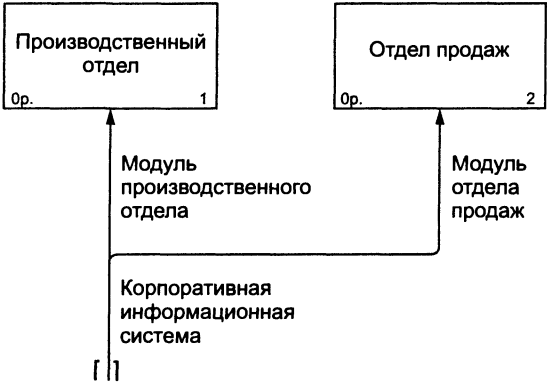 Производственный
отдел
0р.
1
Отдел продаж
0р.
2
Модуль
производственного
отдела
Модуль
отдела
продаж
Корпоративная
информационная
система